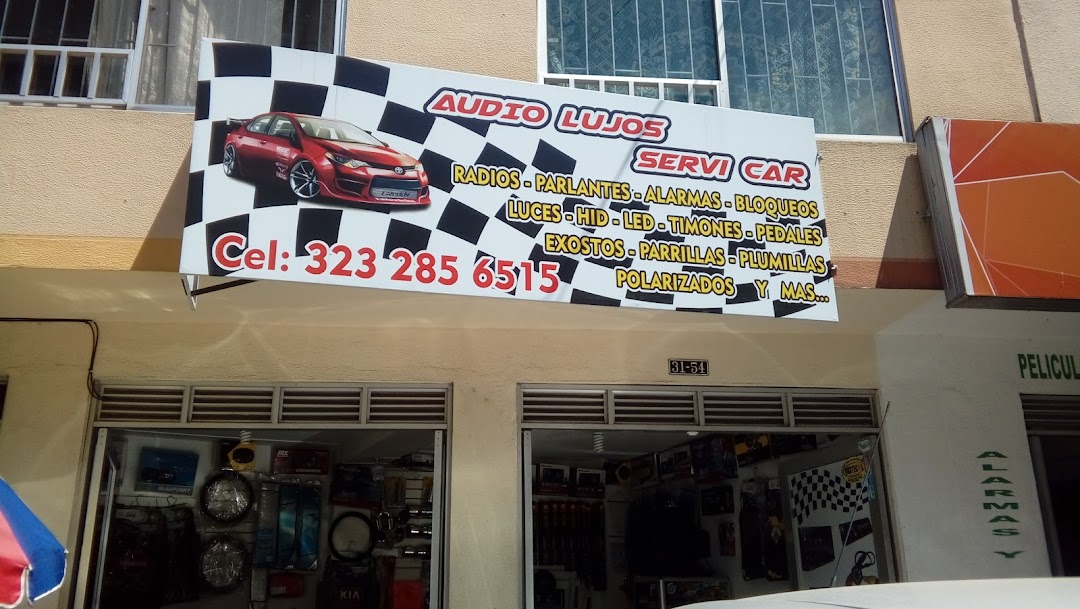 AUDIO LUJOS
SERVI CAR
RADIOS - PARLANTES - ALARMAS - BLOQUEOS
LUCES - HID - LED - TIMONES - PEDALES
EXOSTOS - PARRILLAS - PLUMILLAS
POLARIZADOS Y MAS...
Cel: 323 285 6515
31-54
PELICUL
ALARMAS Y
BLAUPUNKT
KIA